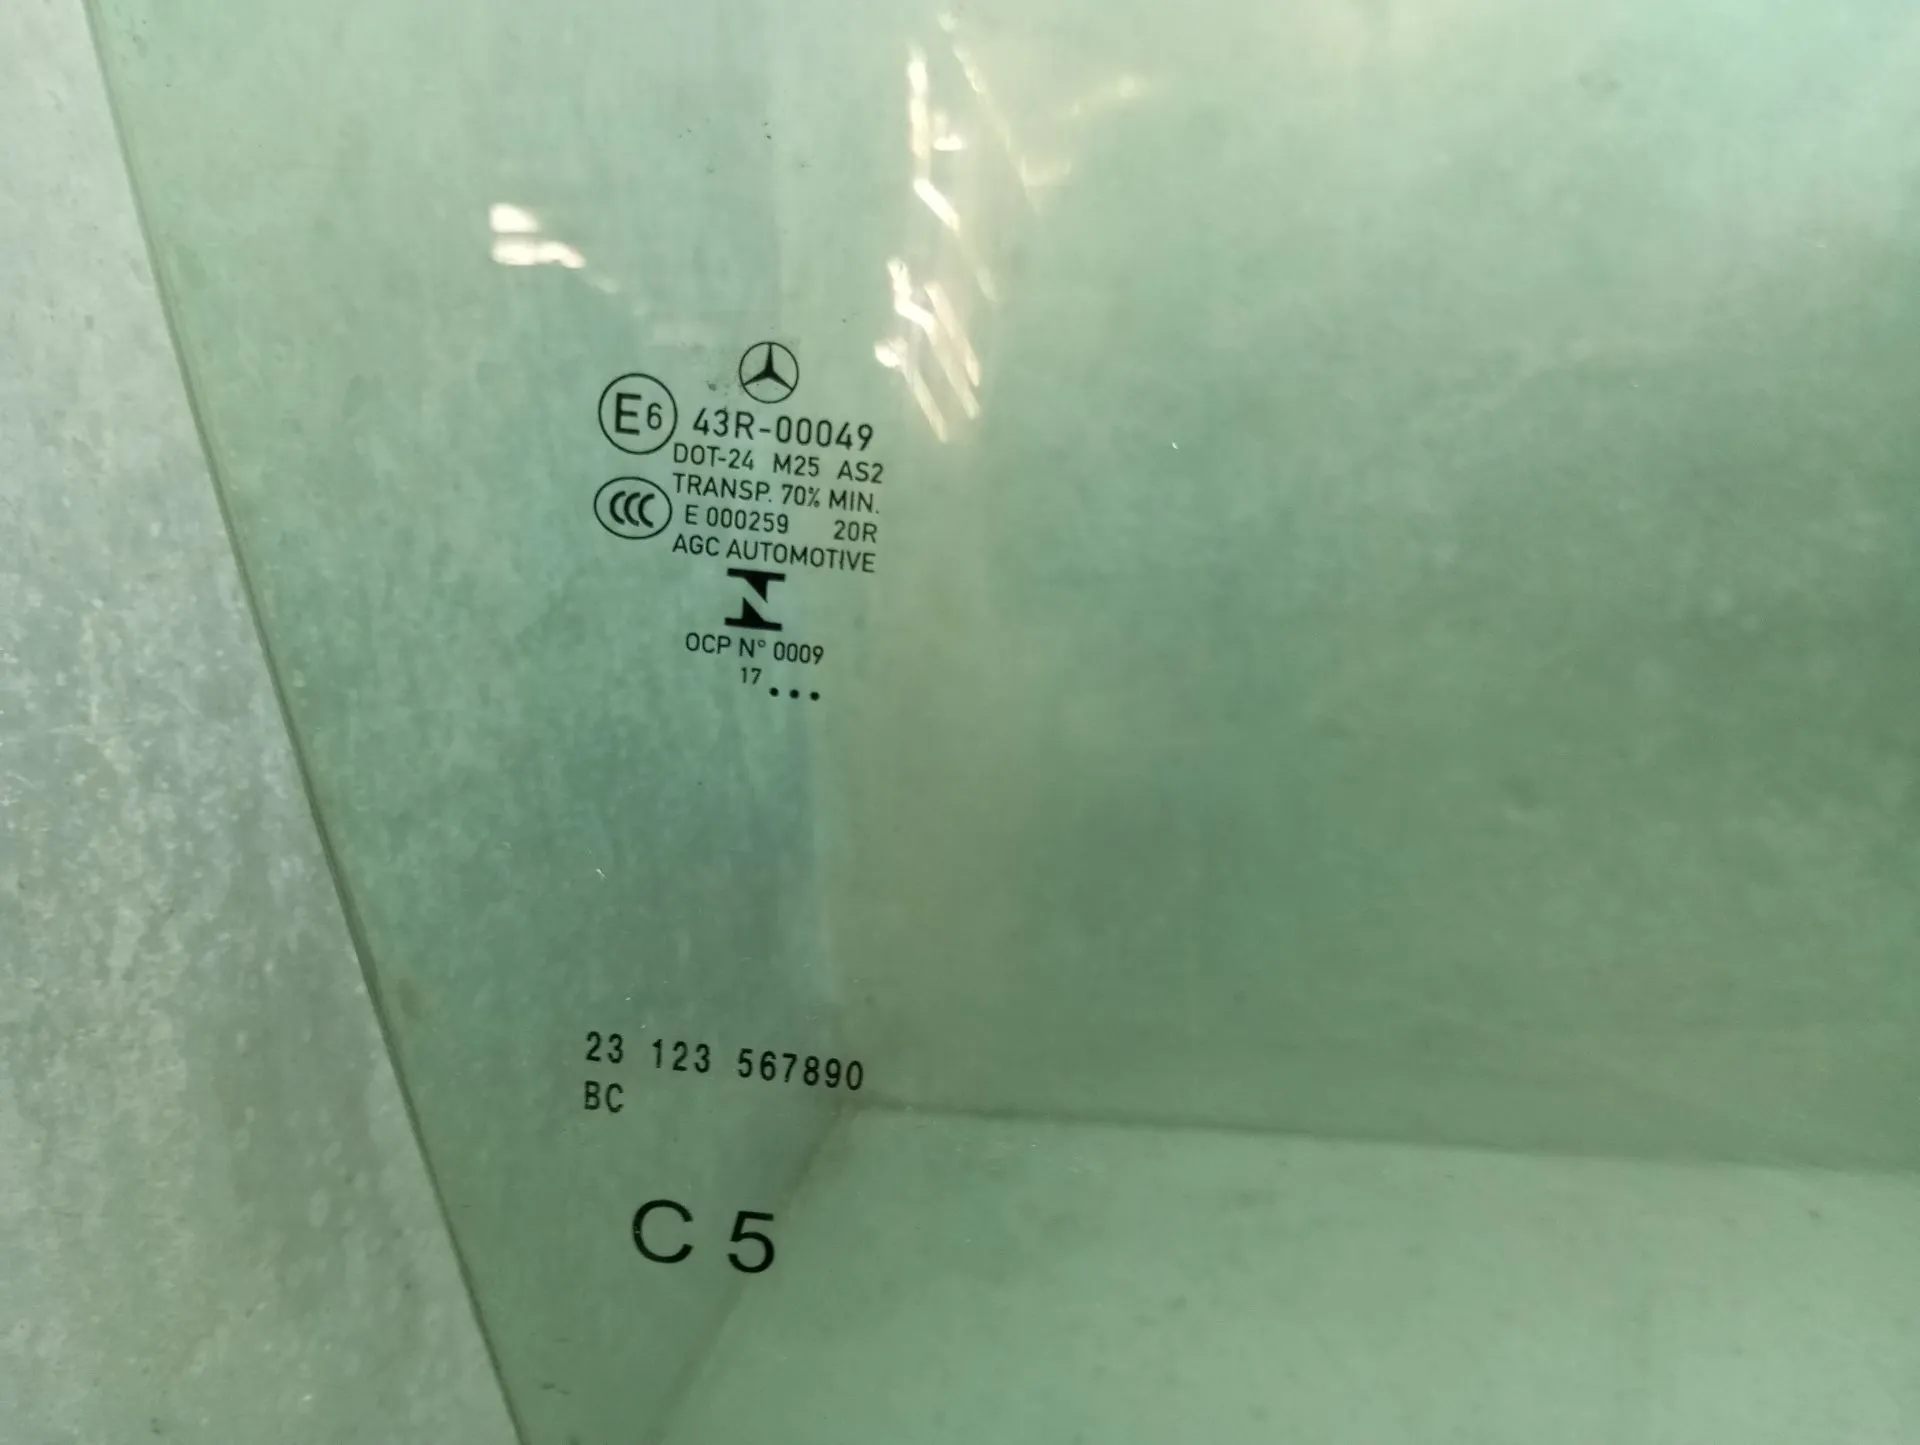 E6 43R-00049
DOT-24 M25 AS2
TRANSP. 70% MIN.
CCC E 000259 20R
AGC AUTOMOTIVE
OCP N° 0009
17 ...
23 123 567890
BC
C 5